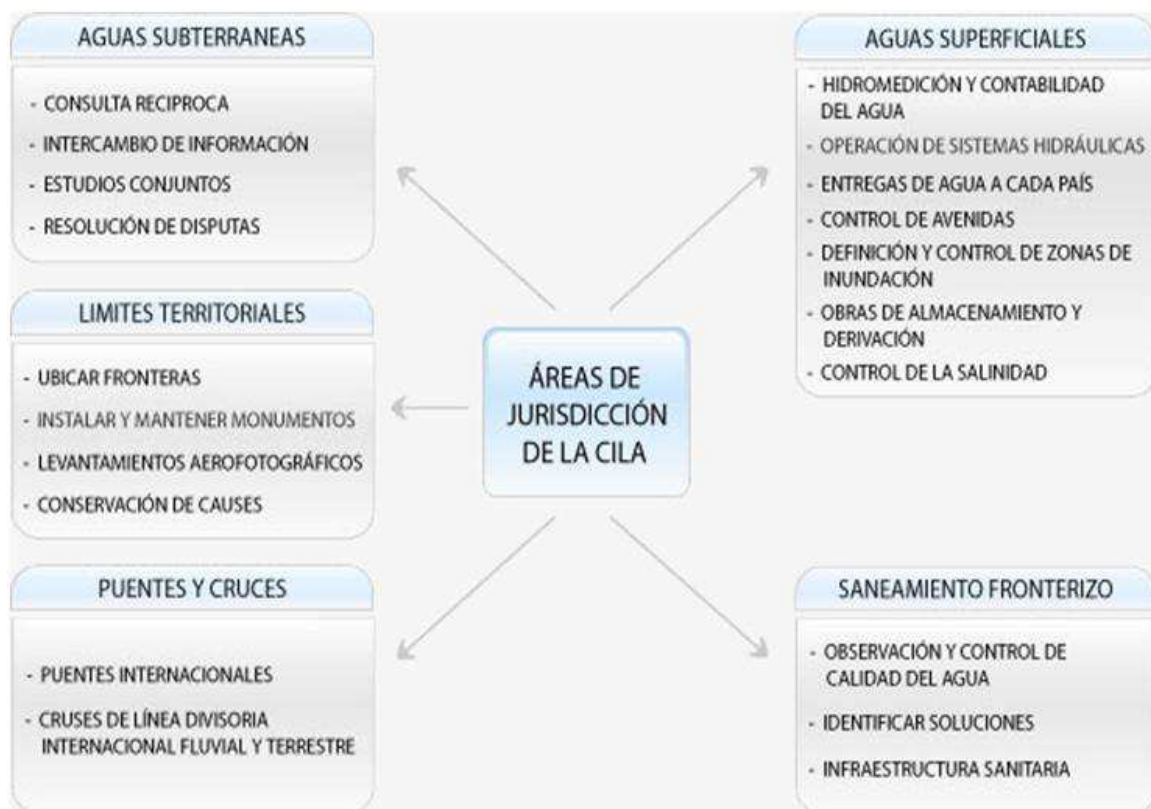 AGUAS SUBTERRANEAS
- CONSULTA RECIPROCA
- INTERCAMBIO DE INFORMACIÓN
- ESTUDIOS CONJUNTOS
- RESOLUCIÓN DE DISPUTAS
LIMITES TERRITORIALES
- UBICAR FRONTERAS
- INSTALAR Y MANTENER MONUMENTOS
- LEVANTAMIENTOS AEROFOTOGRÁFICOS
- CONSERVACIÓN DE CAUSES
PUENTES Y CRUCES
- PUENTES INTERNACIONALES
- CRUSES DE LÍNEA DIVISORIA
INTERNACIONAL FLUVIAL Y TERRESTRE
ÁREAS DE
JURISDICCIÓN
DE LA CILA
AGUAS SUPERFICIALES
- HIDROMEDICIÓN Y CONTABILIDAD
DEL AGUA
- OPERACIÓN DE SISTEMAS HIDRÁULICAS
- ENTREGAS DE AGUA A CADA PAÍS
- CONTROL DE AVENIDAS
- DEFINICIÓN Y CONTROL DE ZONAS DE
INUNDACIÓN
- OBRAS DE ALMACENAMIENTO Y
DERIVACIÓN
- CONTROL DE LA SALINIDAD
SANEAMIENTO FRONTERIZO
- OBSERVACIÓN Y CONTROL DE
CALIDAD DEL AGUA
- IDENTIFICAR SOLUCIONES
- INFRAESTRUCTURA SANITARIA